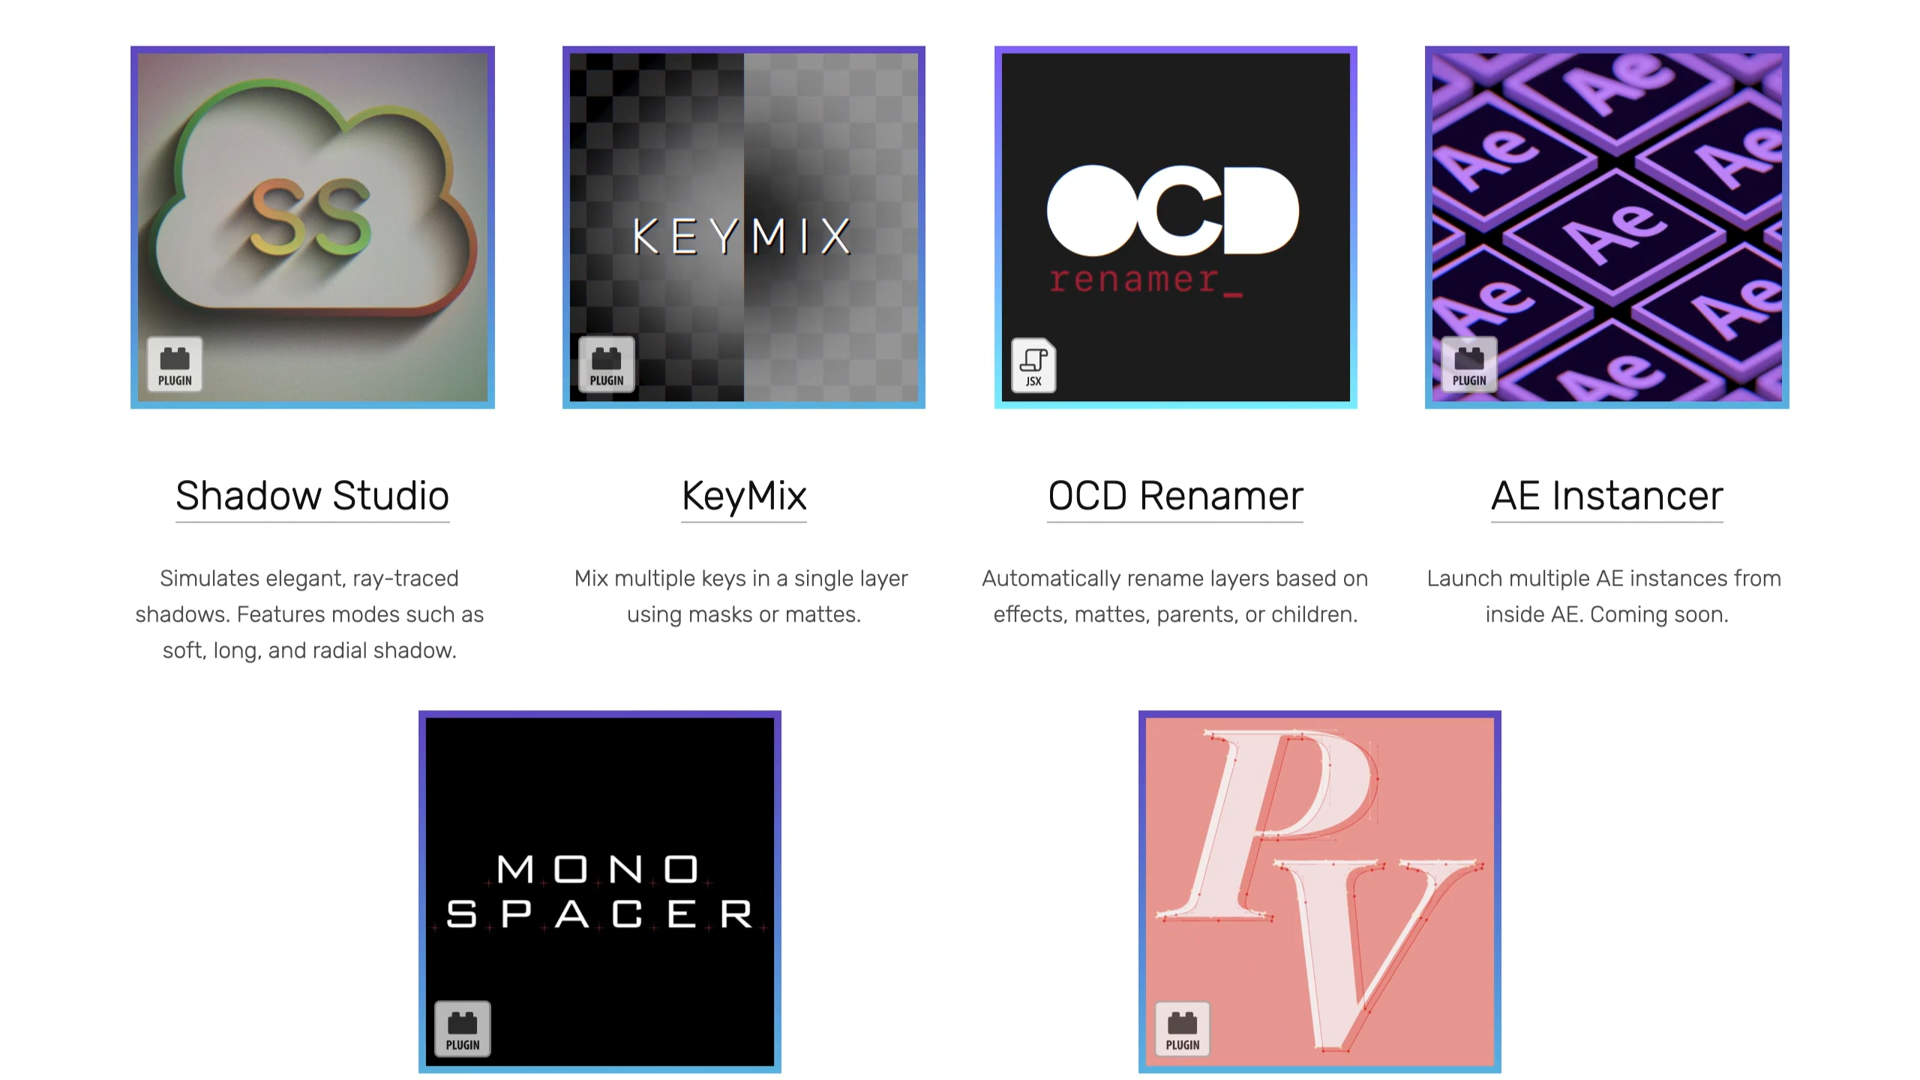 SS
PLUGIN
KEYMIX
PLUGIN
OCD
renamer_
JSX
Ae
Ae
Ae
Ae
Ae
Ae
Ae
PLUGIN
Shadow Studio
Simulates elegant, ray-traced
shadows. Features modes such as
soft, long, and radial shadow.
KeyMix
Mix multiple keys in a single layer
using masks or mattes.
OCD Renamer
Automatically rename layers based on
effects, mattes, parents, or children.
AE Instancer
Launch multiple AE instances from
inside AE. Coming soon.
MONO
SPACER
PLUGIN
PV
PLUGIN